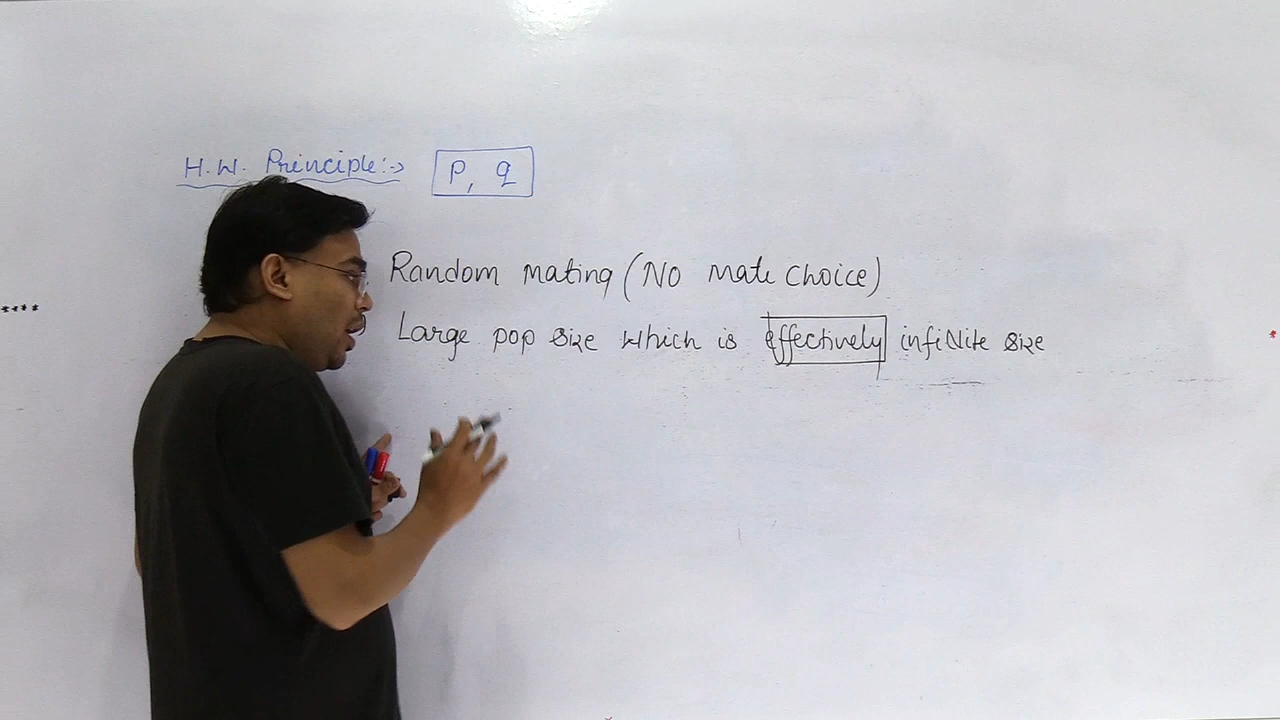 H.W. Principle:->  P, q
Random mating (No mate choice)
Large pop size which is effectively infiNite size